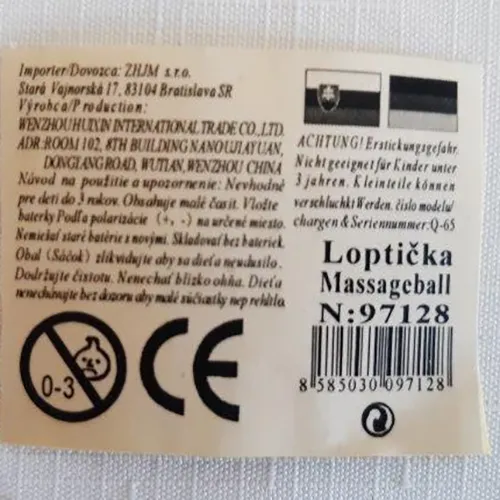 Importer/Dovozca: ZHJM s.r.o.
Stará Vajnorská 17, 83104 Bratislava SR
Výrobca/Production:
WENZHOU HUIXIN INTERNATIONAL TRADE CO.,LTD.
ADR:ROOM 102, 8TH BUILDING NANOUJIAYUAN,
DONGLANG ROAD, WUTIAN, WENZHOU CHINA
Návod na použitie a upozornenie: Nevhodné
pre deti do 3 rokov. Obsahuje malé časti. Vložte
baterky Podľa polarizácie (+, -) na určené miesto.
Nemiešať staré batérie s novými. Skladovať bez bateriek.
Obal (Sáčok) zlikvidujte aby sa dieťa neudusilo.
Dodržujte čistotu. Nenechať blízko ohňa. Dieťa
nenechávajte bez dozoru aby malé súčiastky nep rehltlo.
0-3
CE
ACHTUNG! Erstickungsgefahr.
Nicht geeignet für Kinder unter
3 jahren. Kleinteile können
verschluckt Werden. číslo modelu/
chargen & Seriennummer:Q-65
Loptička
Massageball
N:97128
8 585030 097128